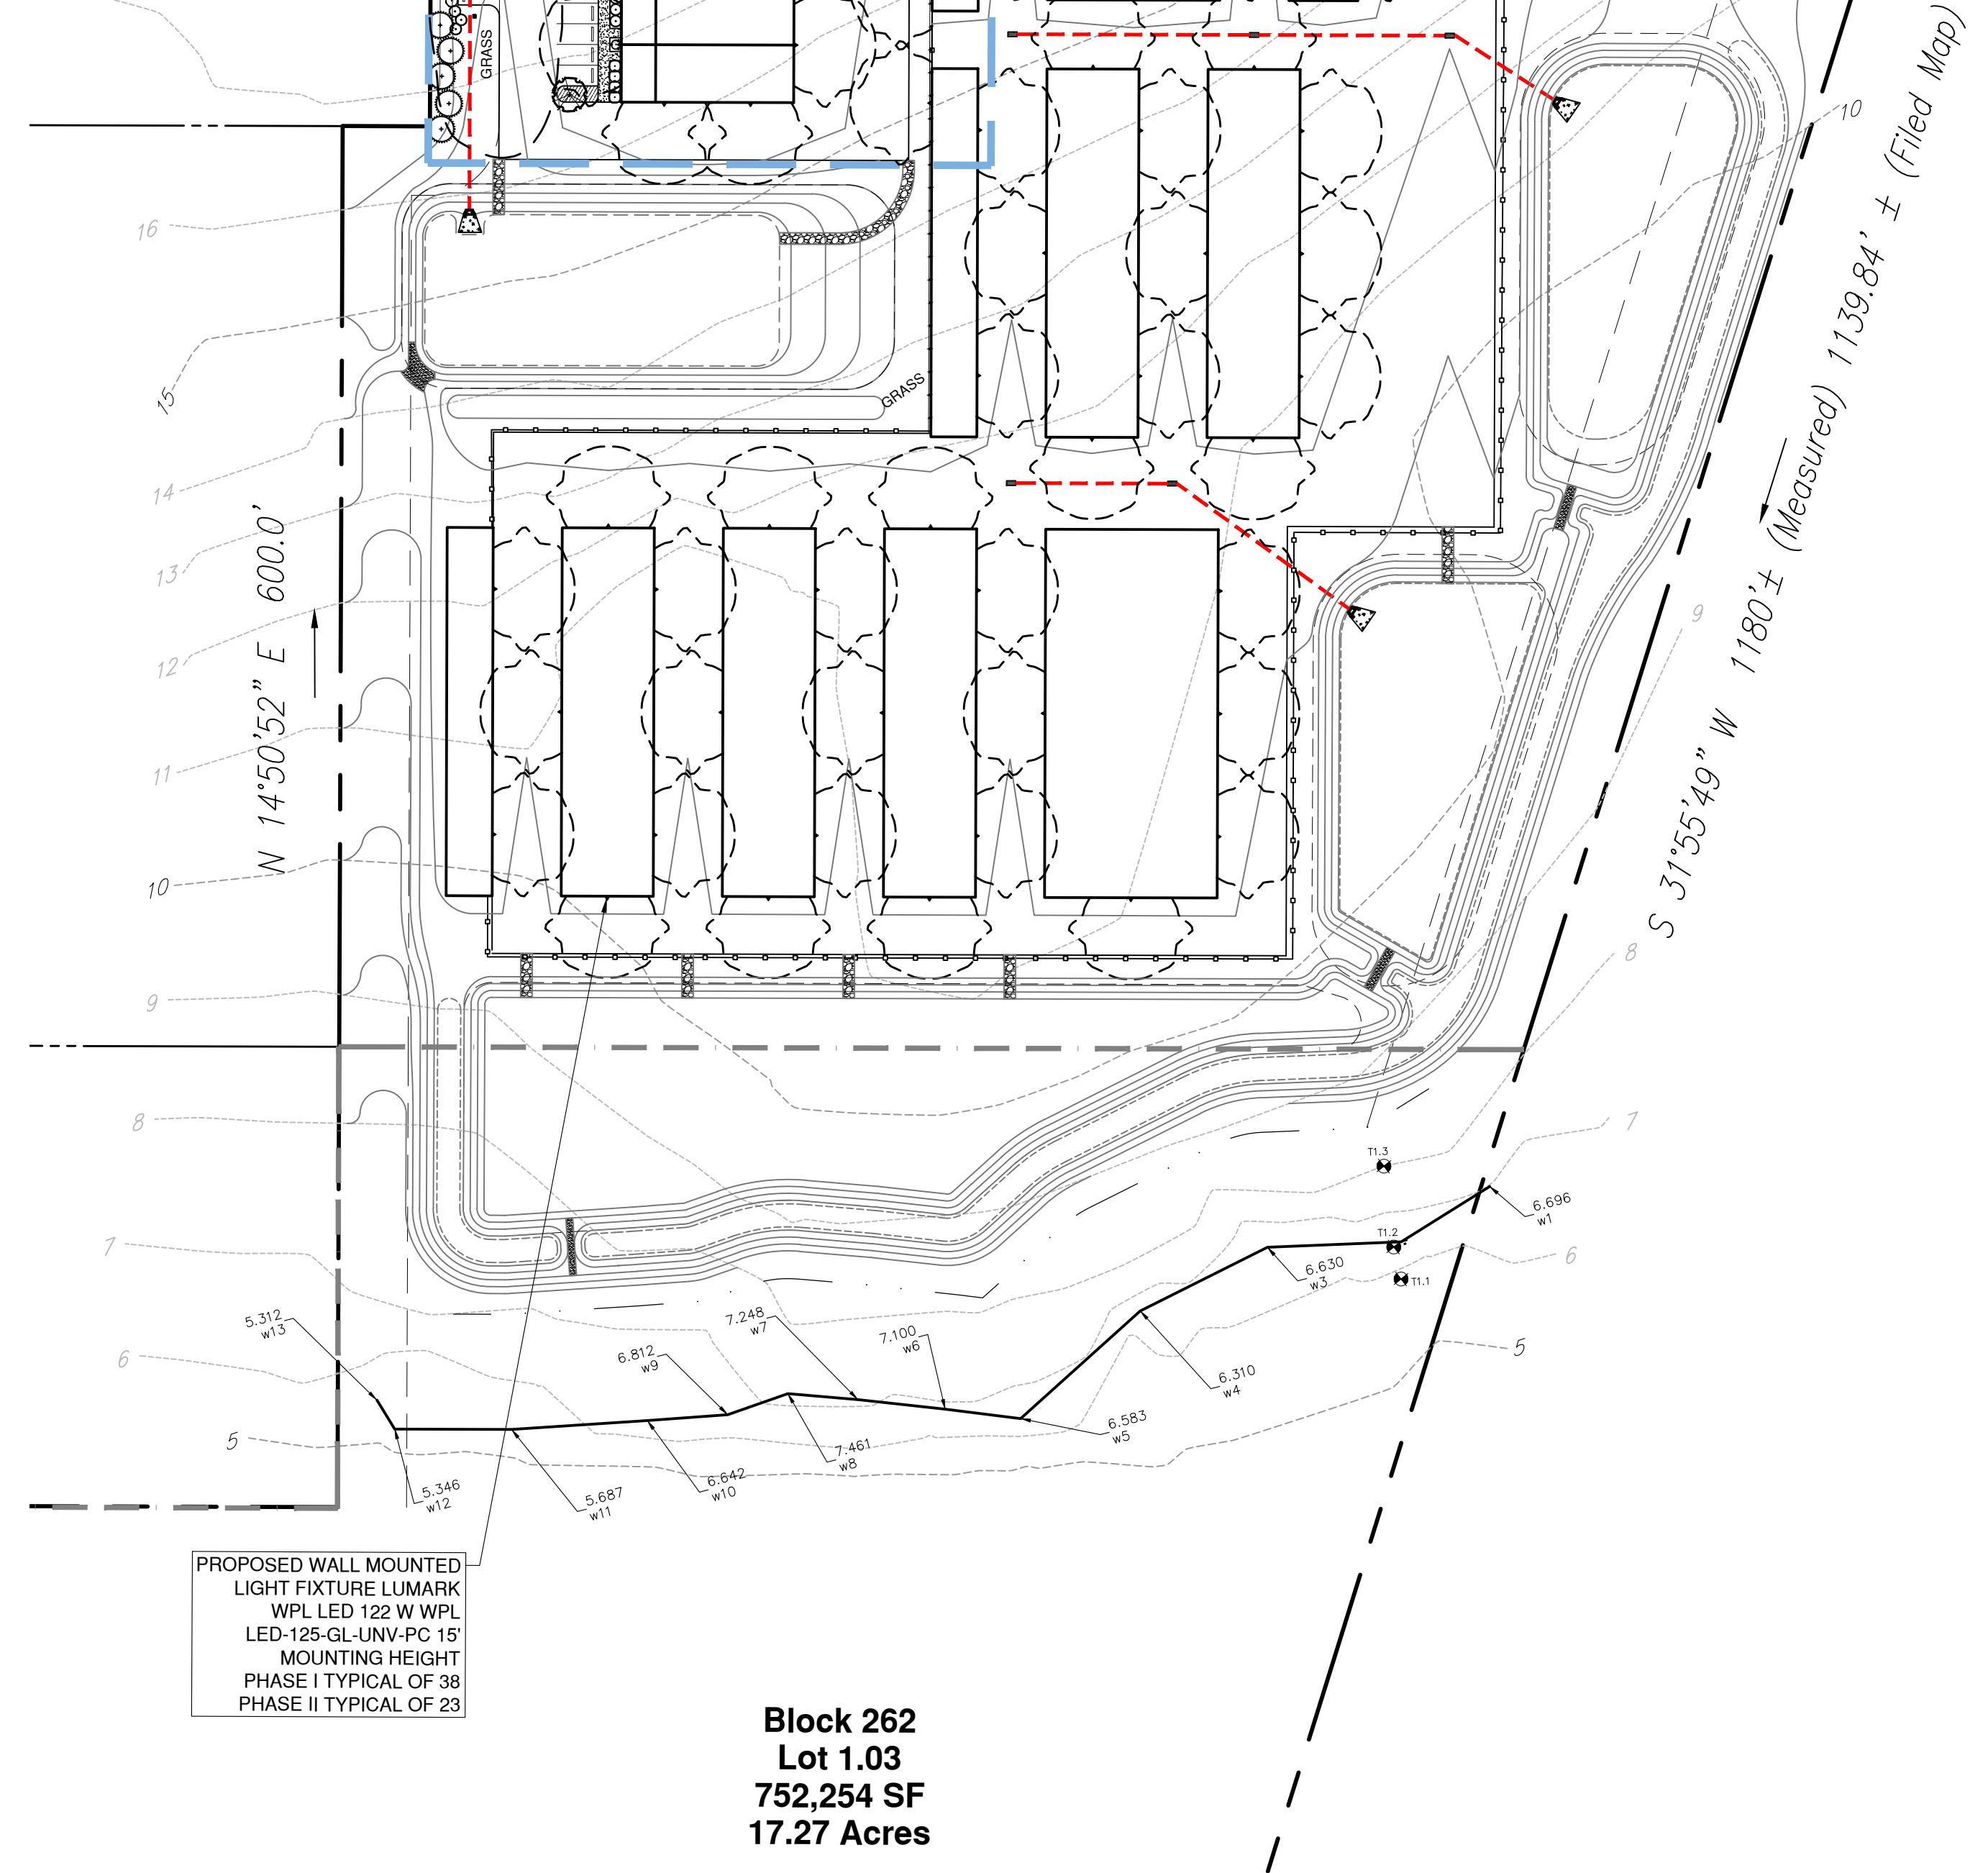 GRASS
10
16
15
GRASS
14
13
12
11
10
9
8
7
6
5
N 14°50'52" E 600.0'
1139.84' ± (Filed Map)
S 31°55'49" W 1180'± (Measured)
9
8
7
6
5
T1.3
T1.2
T1.1
6.696
w1
6.630
w3
6.310
w4
6.583
w5
7.100
w6
7.248
w7
7.461
w8
6.812
w9
6.642
w10
5.687
w11
5.346
w12
5.312
w13
PROPOSED WALL MOUNTED
LIGHT FIXTURE LUMARK
WPL LED 122 W WPL
LED-125-GL-UNV-PC 15'
MOUNTING HEIGHT
PHASE I TYPICAL OF 38
PHASE II TYPICAL OF 23
Block 262
Lot 1.03
752,254 SF
17.27 Acres